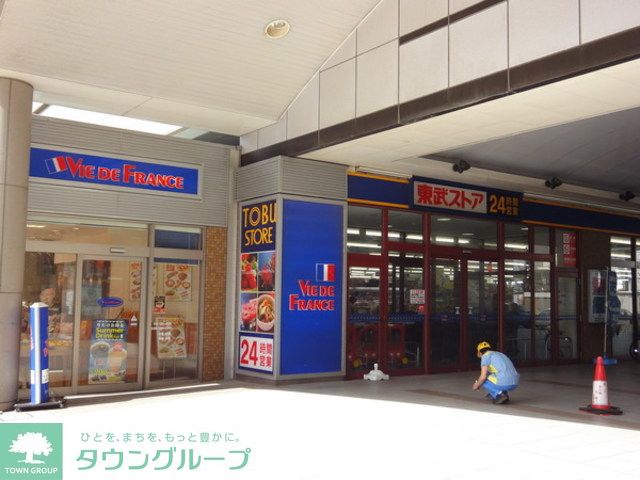 VIE DE FRANCE
東武ストア 24時間営業
TOBU
STORE
VIE DE
FRANCE
24時間営業
Summer
Drink
TOWN GROUP
ひとを、まちを、もっと豊かに。
タウングループ